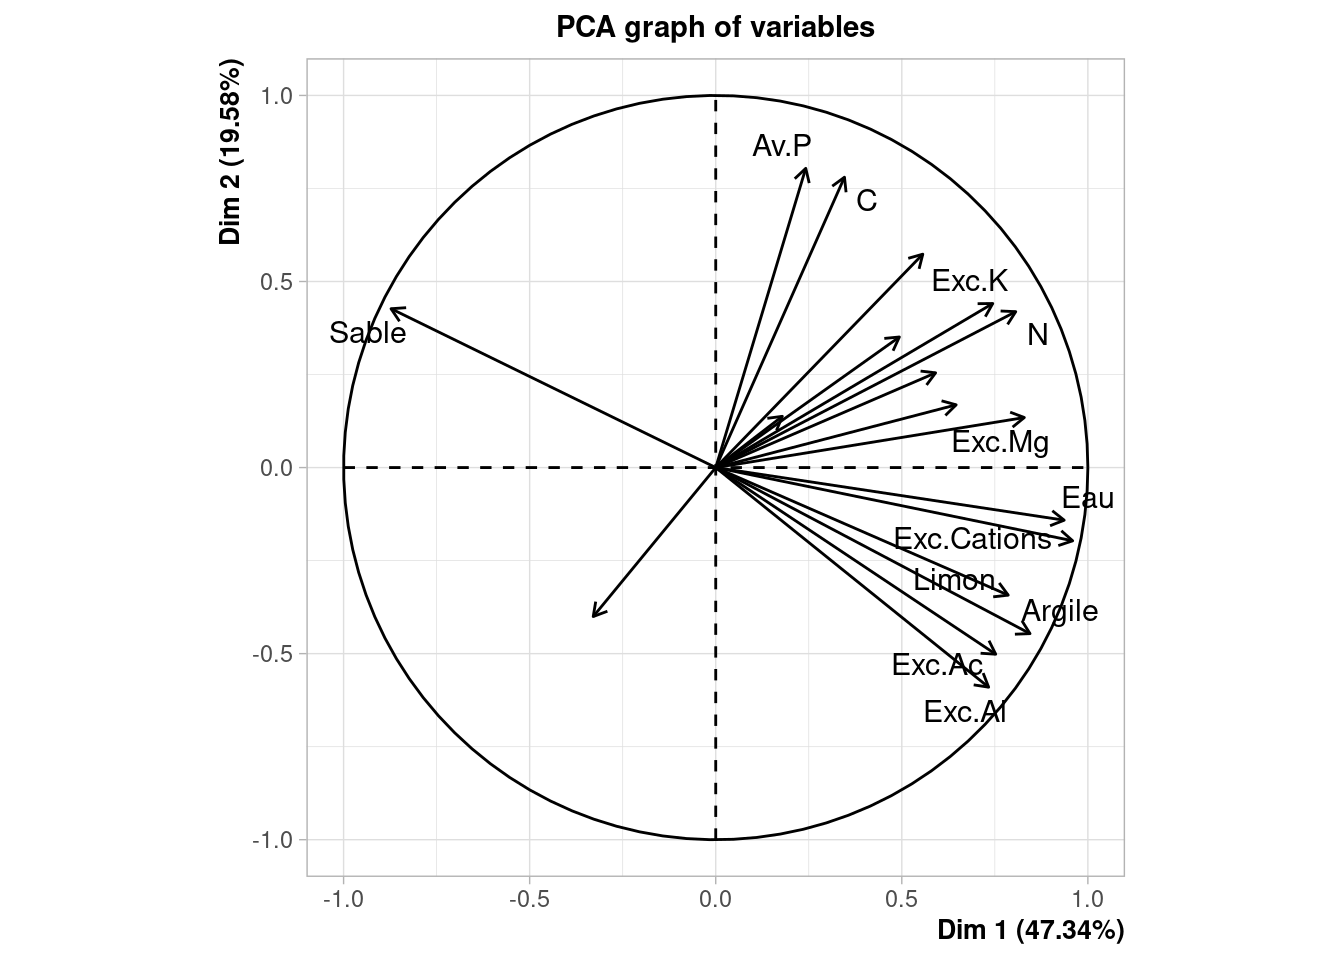 PCA graph of variables
Dim 2 (19.58%)
1.0
0.5
0.0
-0.5
-1.0
Av.P
C
Exc.K
N
Sable
Exc.Mg
Eau
Exc.Cations
Limon
Argile
Exc.Ac
Exc.Al
-1.0
-0.5
0.0
0.5
1.0
Dim 1 (47.34%)